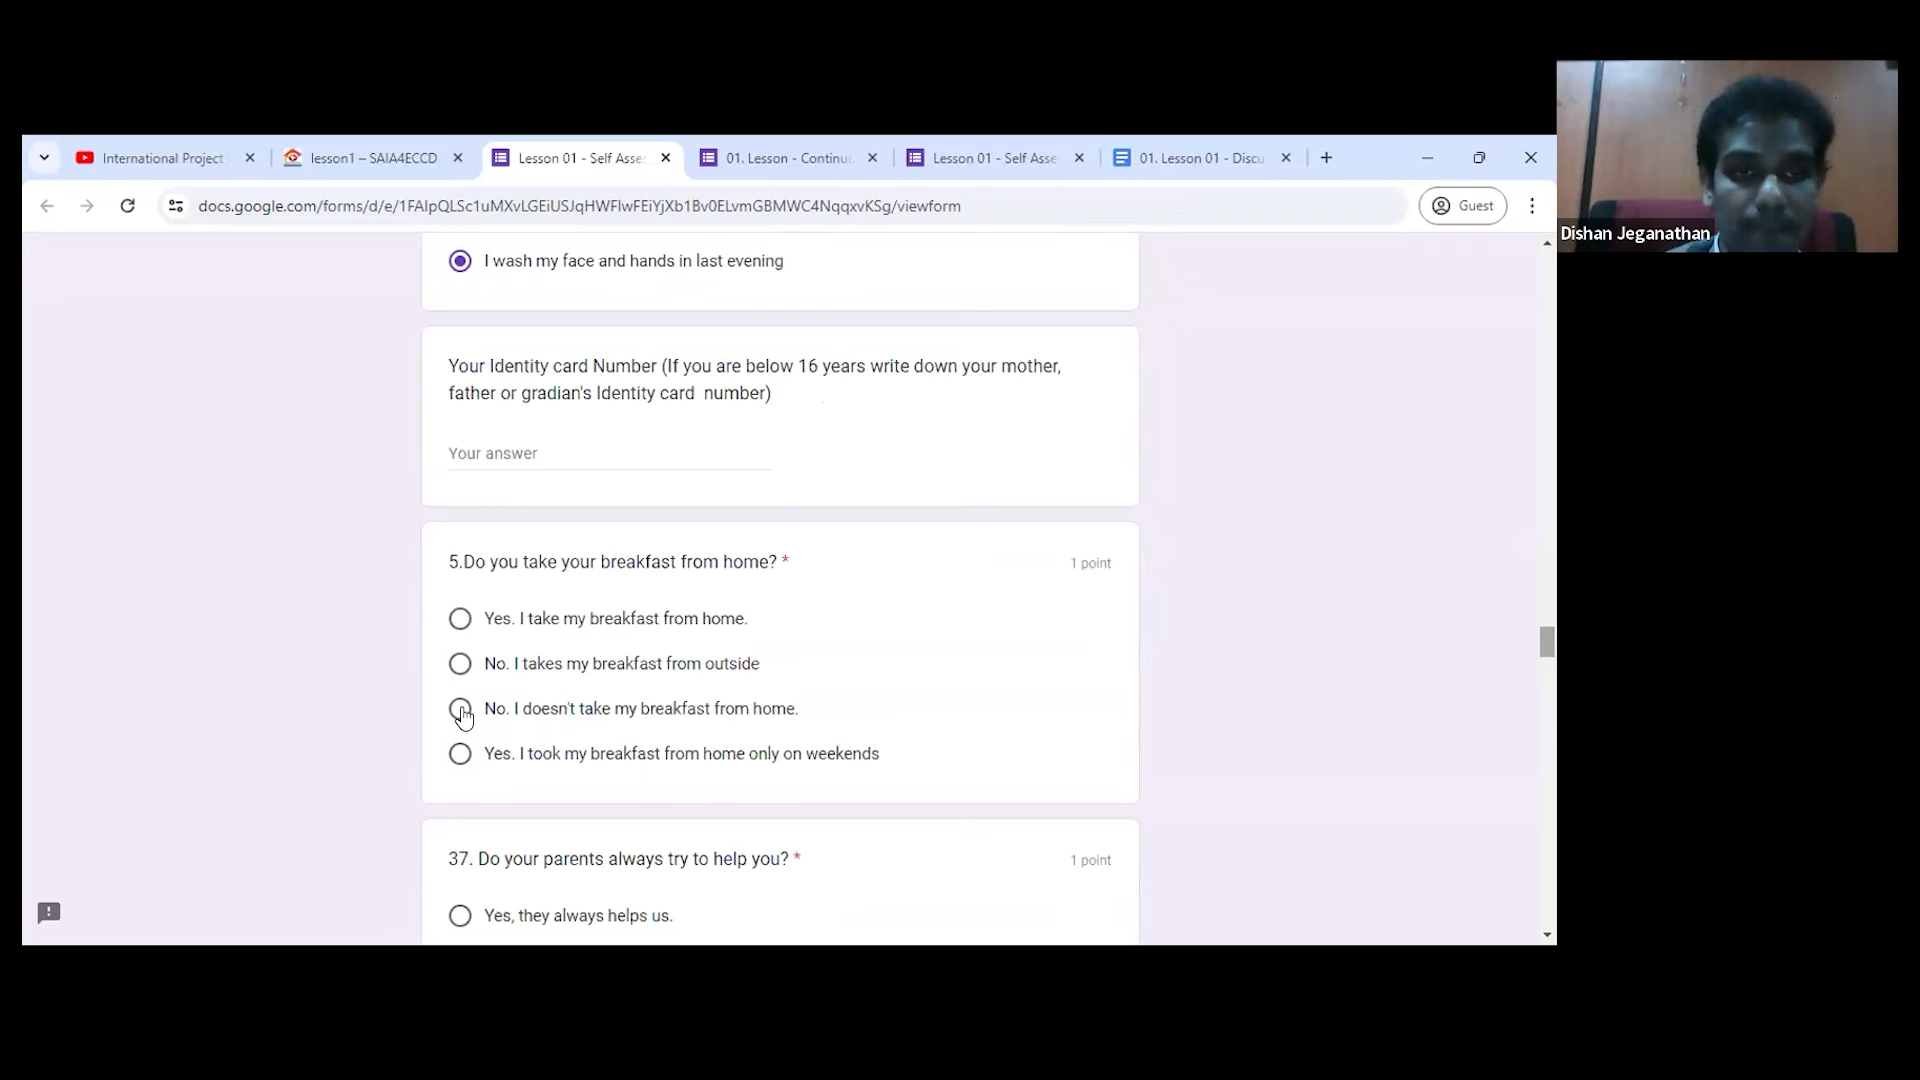 International Project
lesson1 – SAIA4ECCD
Lesson 01 - Self Asse
01. Lesson - Continuc
Lesson 01 - Self Asse
01. Lesson 01 - Discu
docs.google.com/forms/d/e/1FAIpQLSc1uMXvLGEiUSJqHWFlwFEiYjXb1Bv0ELvmGBMWC4NqqxvKSg/viewform
Guest
Dishan Jeganathan
I wash my face and hands in last evening
Your Identity card Number (If you are below 16 years write down your mother,
father or gradian's Identity card number)
Your answer
5.Do you take your breakfast from home? *
1 point
Yes. I take my breakfast from home.
No. I takes my breakfast from outside
No. I doesn't take my breakfast from home.
Yes. I took my breakfast from home only on weekends
37. Do your parents always try to help you? *
1 point
Yes, they always helps us.